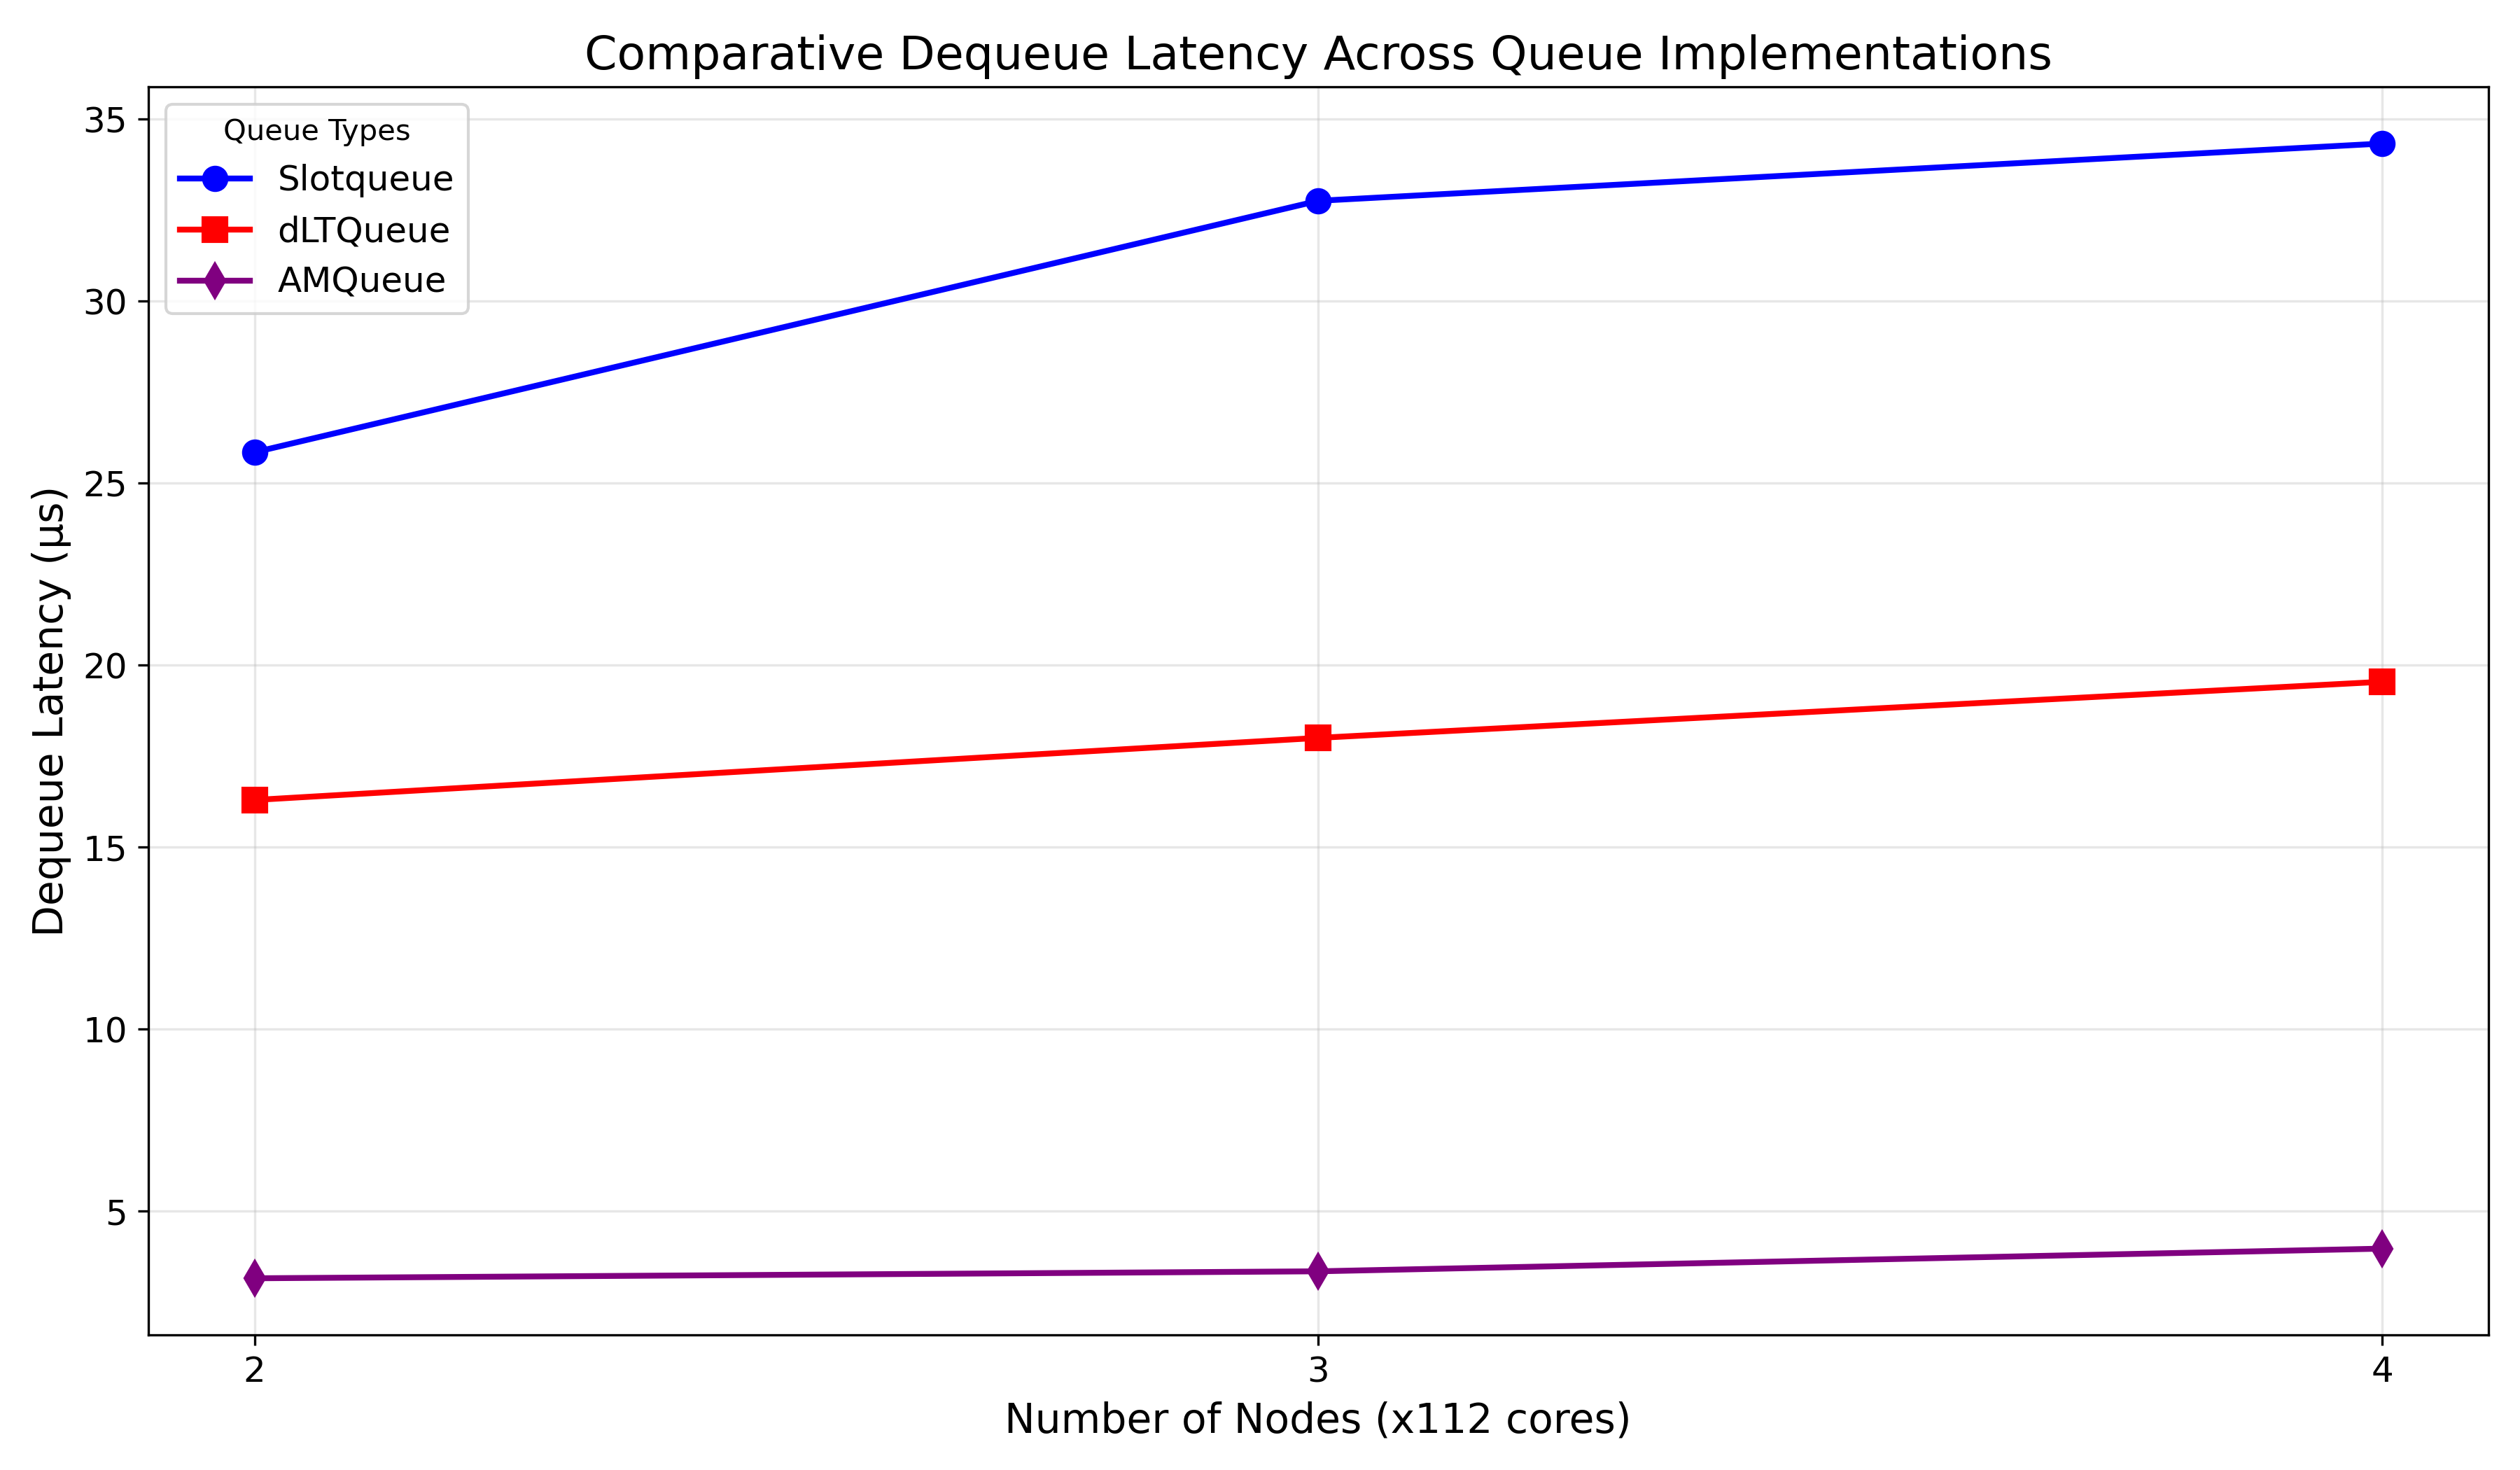 Comparative Dequeue Latency Across Queue Implementations
Queue Types
Slotqueue
dLTQueue
AMQueue
Dequeue Latency (µs)
35
30
25
20
15
10
5
2
3
4
Number of Nodes (x112 cores)